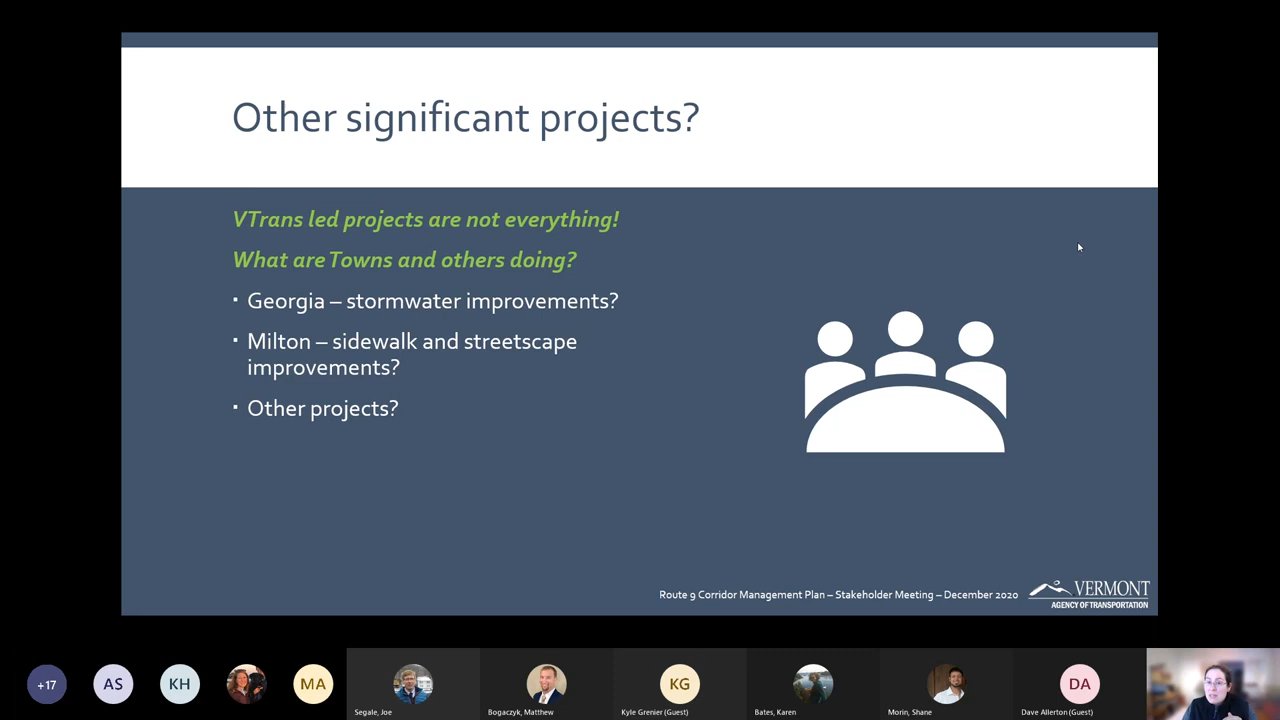 Other significant projects?
VTrans led projects are not everything!
What are Towns and others doing?
▪ Georgia – stormwater improvements?
▪ Milton – sidewalk and streetscape
improvements?
▪ Other projects?
Route 9 Corridor Management Plan – Stakeholder Meeting – December 2020
VERMONT
AGENCY OF TRANSPORTATION
+17
AS
KH
MA
KG
DA
Segale, Joe
Bogaczyk, Matthew
Kyle Grenier (Guest)
Bates, Karen
Morin, Shane
Dave Allerton (Guest)